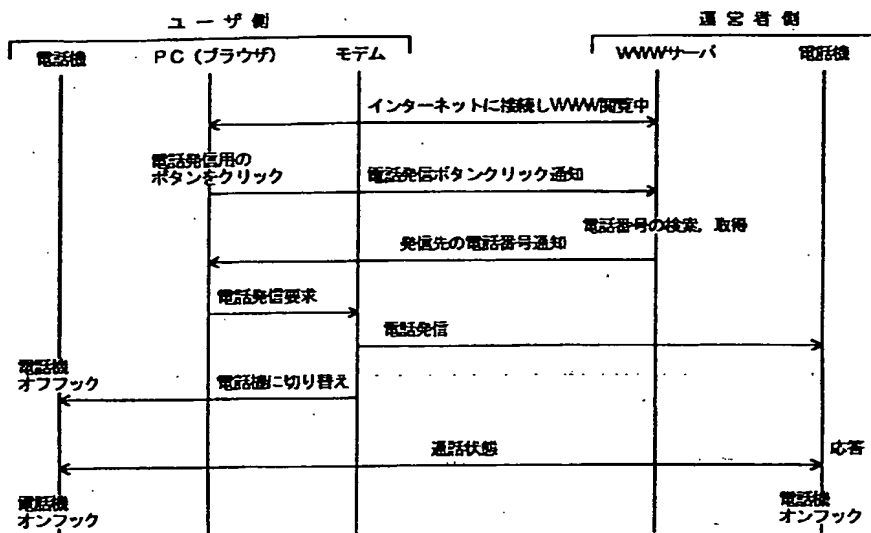 ユーザ側
運営者側
電話機
PC(ブラウザ)
モデム
WWWサーバ
電話機
インターネットに接続しWWW閲覧中
電話発信用の
ボタンをクリック
電話発信ボタンクリック通知
電話番号の検索,取得
発信先の電話番号通知
電話発信要求
電話発信
電話機
オフフック
電話機に切り替え
通話状態
応答
電話機
オンフック
電話機
オンフック